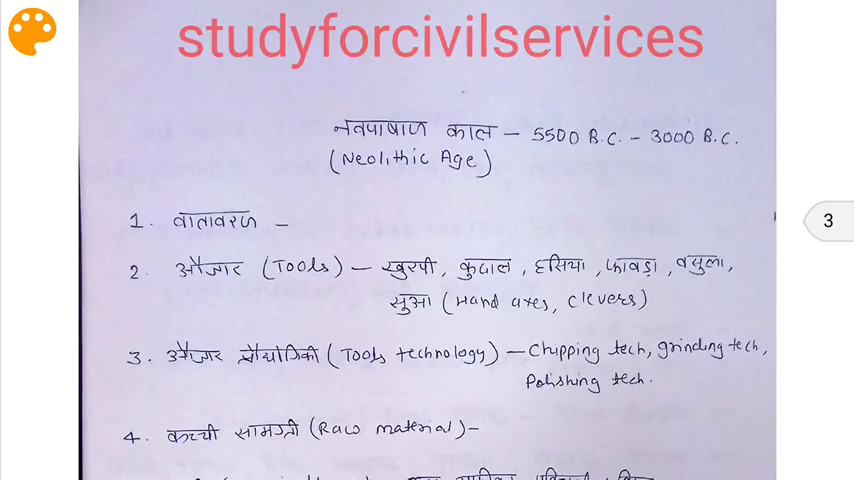 studyforcivilservices
नवपाषाण काल - 5500 B.C. - 3000 B.C.
(Neolithic Age)
1. वातावरण -
2. औजार (Tools) - खुरपी, कुदाल, हसिया, फावड़ा, वसुला,
सुआ (Hand axes, Clevers)
3. औजार प्रौद्योगिकी (Tools technology) - Chipping tech, grinding tech,
Polishing tech.
4. कच्ची सामग्री (Raw material) -
3